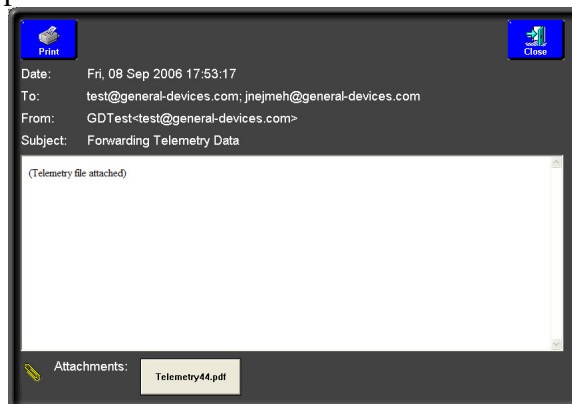 Print
Close
Date: Fri, 08 Sep 2006 17:53:17
To: test@general-devices.com; jnejmeh@general-devices.com
From: GDTest<test@general-devices.com>
Subject: Forwarding Telemetry Data
(Telemetry file attached)
Attachments: Telemetry44.pdf